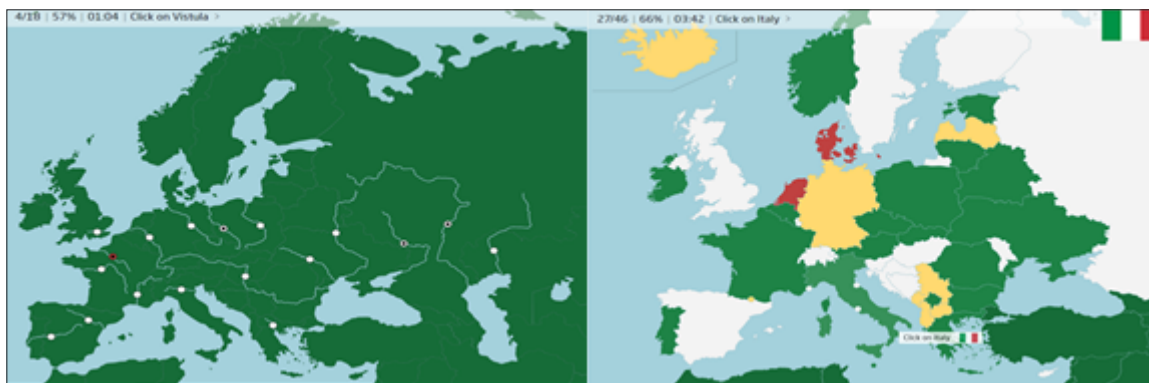 4/18 | 57% | 01:04 | Click on Vistula >
27/46 | 66% | 03:42 | Click on Italy >
Click on Italy